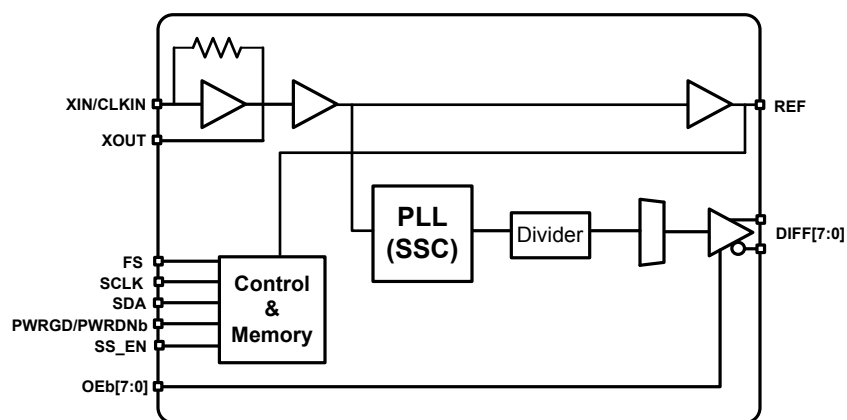 XIN/CLKIN
XOUT
REF
PLL
(SSC)
Divider
DIFF[7:0]
FS
SCLK
SDA
PWRGD/PWRDNb
SS_EN
Control
&
Memory
OEb[7:0]